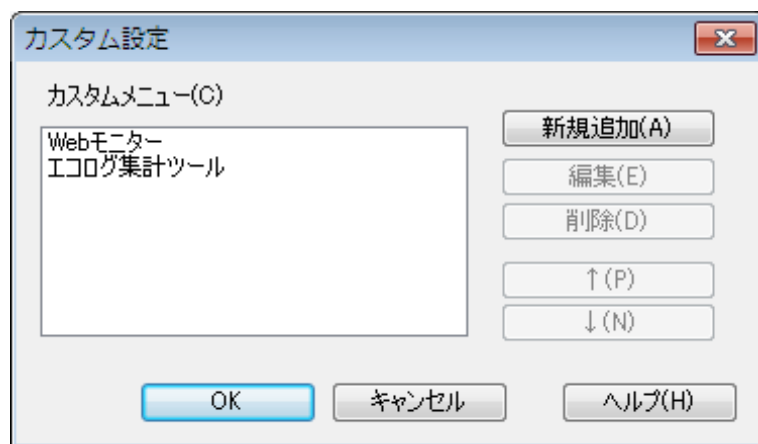 カスタム設定
カスタムメニュー(C)
Webモニター
エコログ集計ツール
新規追加(A)
編集(E)
削除(D)
↑(P)
↓(N)
OK
キャンセル
ヘルプ(H)